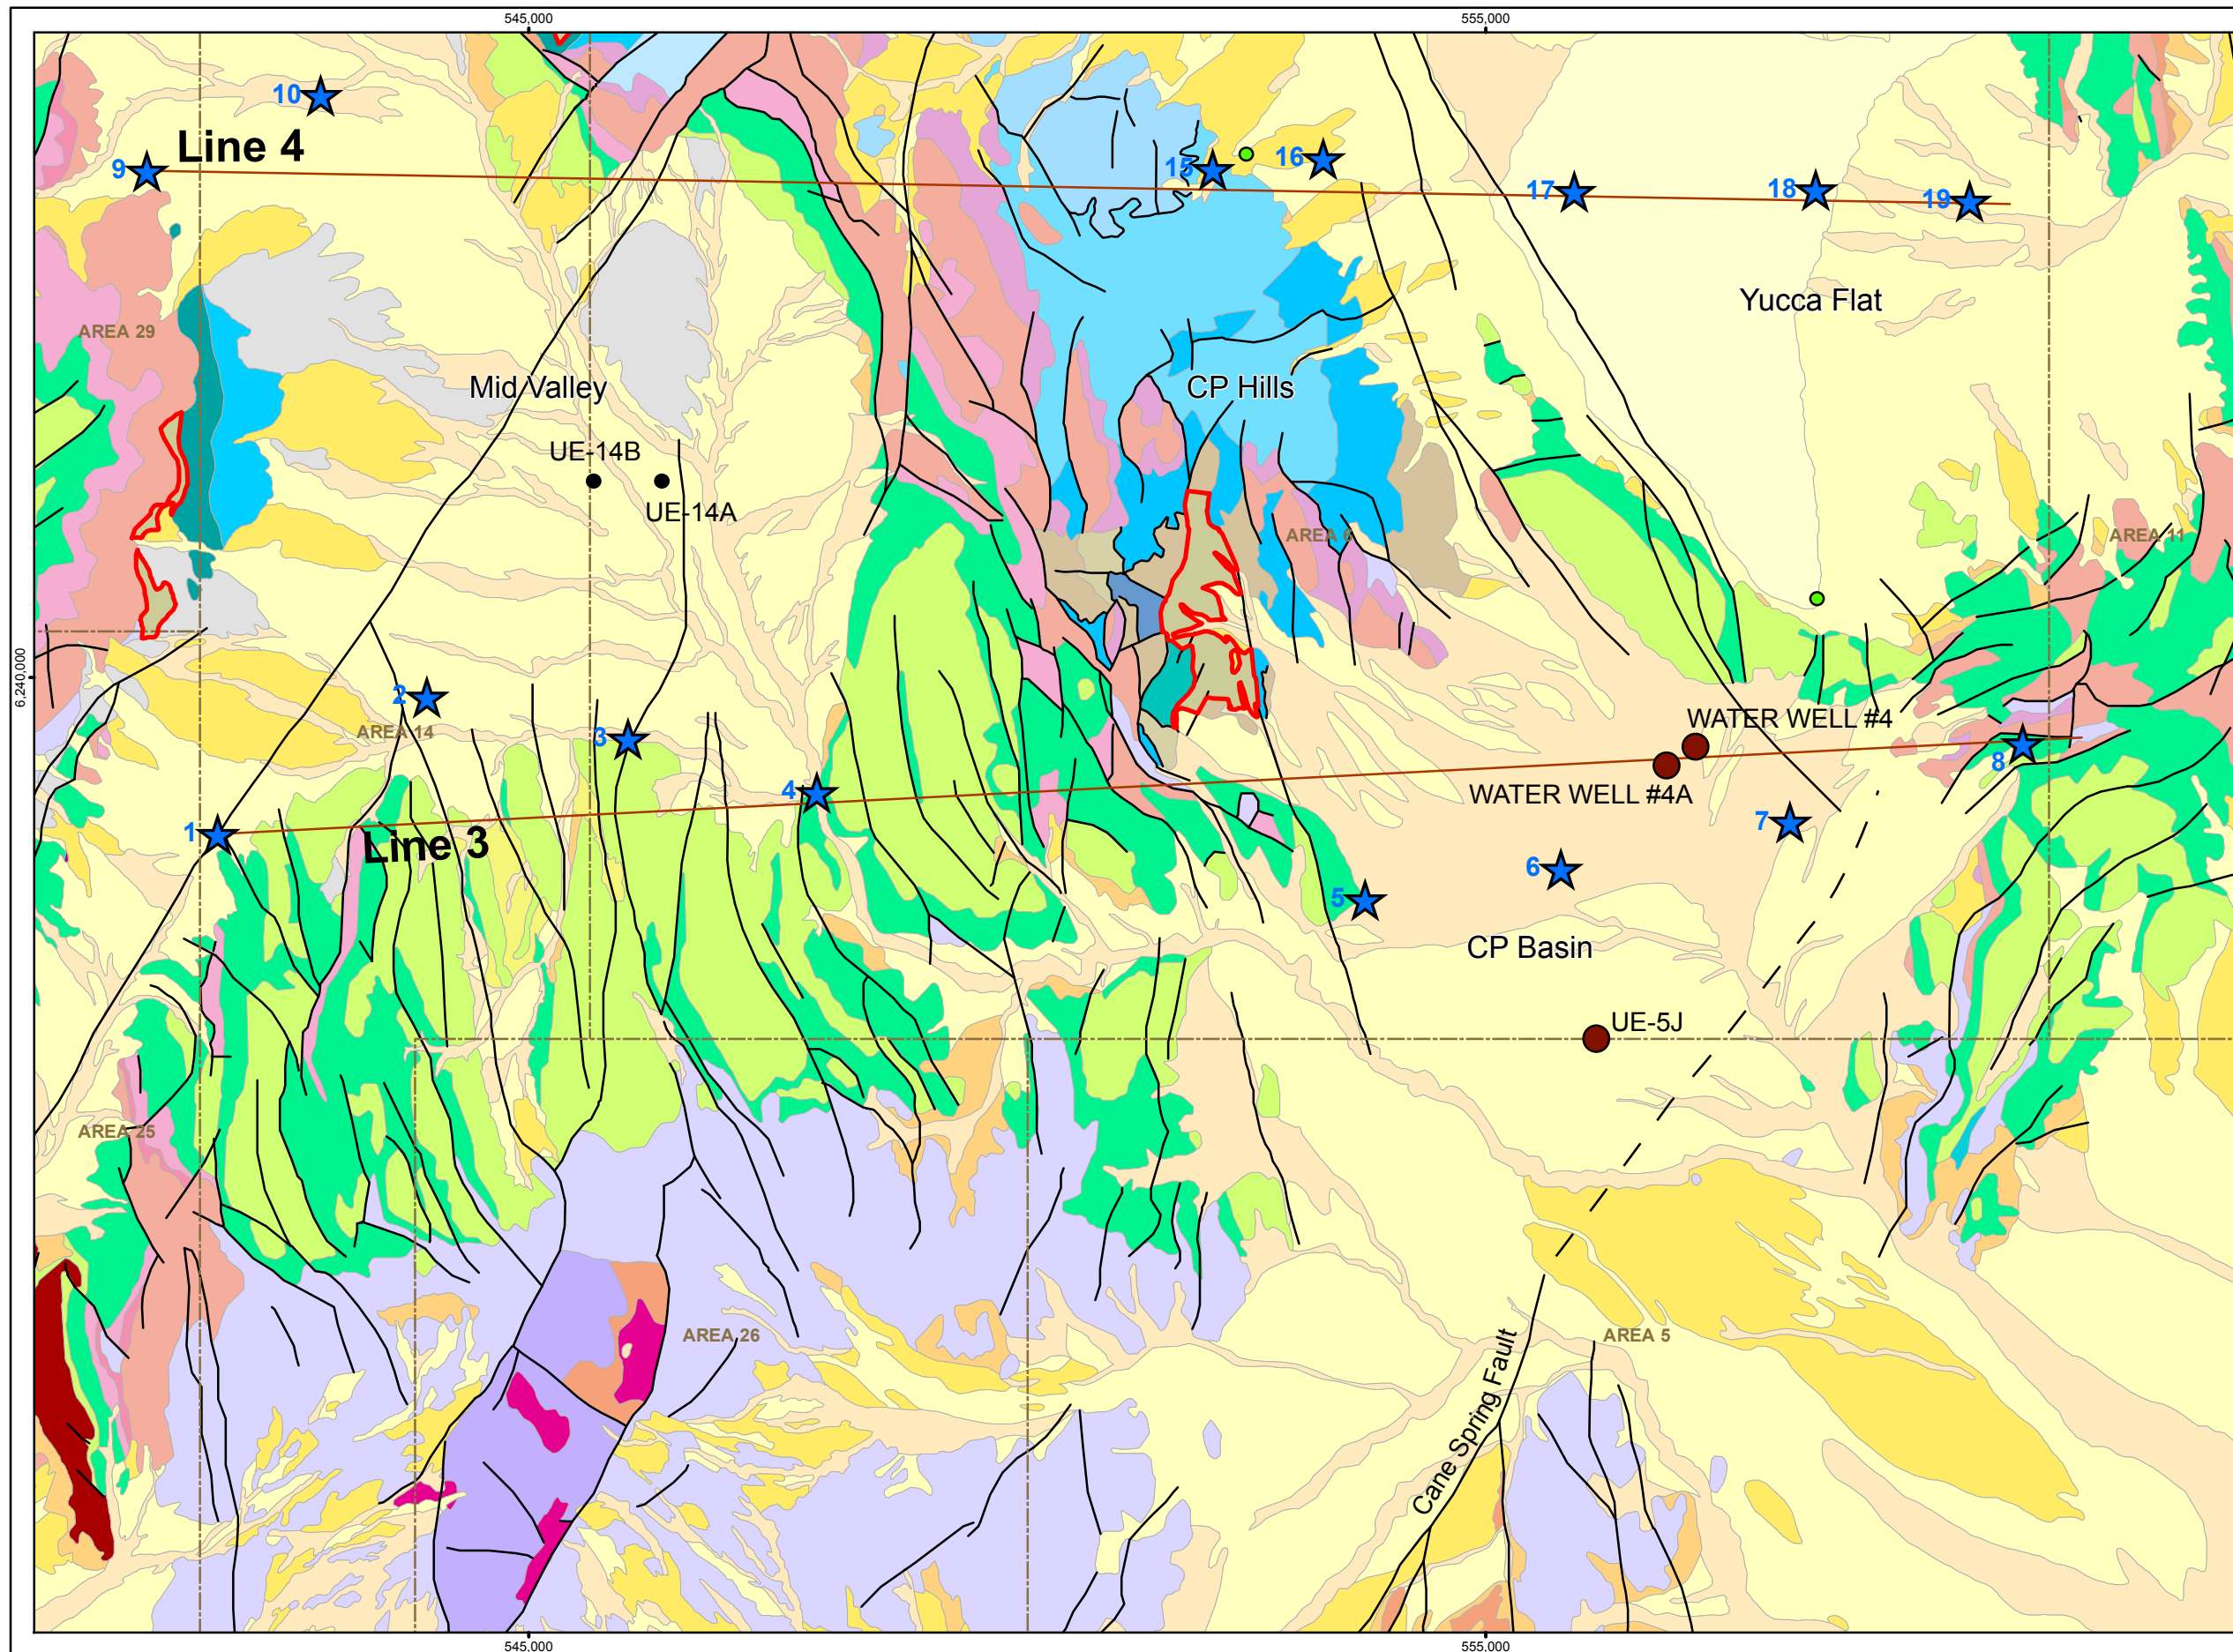 545,000
555,000
10
Line 4
9
15
16
17
18
19
Yucca Flat
AREA 29
Mid Valley
CP Hills
UE-14B
UE-14A
AREA 6
AREA 11
6,240,000
2
AREA 14
3
WATER WELL #4
8
4
WATER WELL #4A
1
Line 3
7
6
5
CP Basin
UE-5J
AREA 25
AREA 26
AREA 5
Cane Spring Fault
545,000
555,000